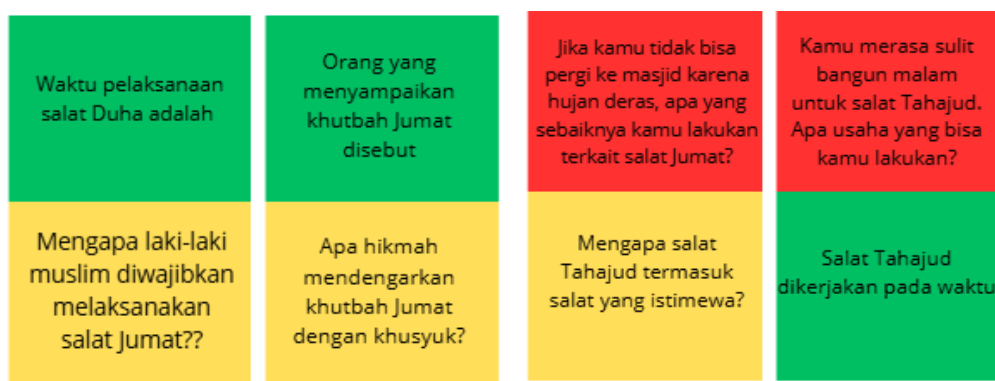 Waktu pelaksanaan
salat Duha adalah
Orang yang
menyampaikan
khutbah Jumat
disebut
Jika kamu tidak bisa
pergi ke masjid karena
hujan deras, apa yang
sebaiknya kamu lakukan
terkait salat Jumat?
Kamu merasa sulit
bangun malam
untuk salat Tahajud.
Apa usaha yang bisa
kamu lakukan?
Mengapa laki-laki
muslim diwajibkan
melaksanakan
salat Jumat??
Apa hikmah
mendengarkan
khutbah Jumat
dengan khusyuk?
Mengapa salat
Tahajud termasuk
salat yang istimewa?
Salat Tahajud
dikerjakan pada waktu